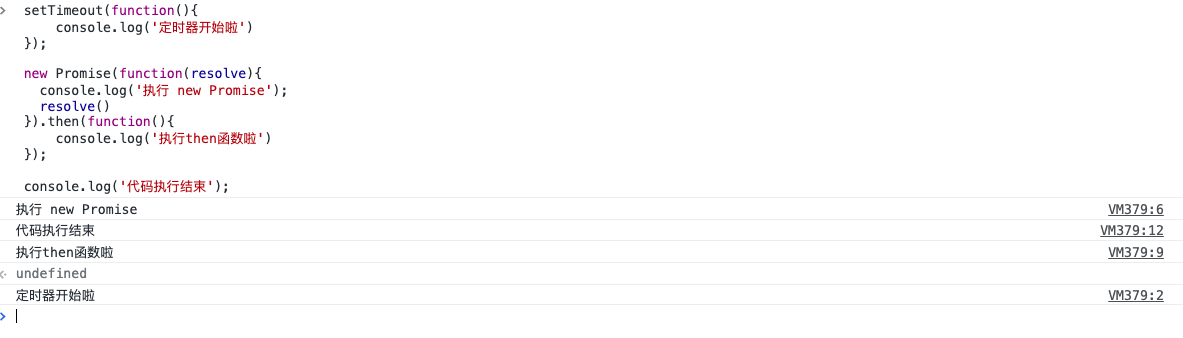 setTimeout(function(){
    console.log('定时器开始啦')
});

new Promise(function(resolve){
  console.log('执行 new Promise');
  resolve()
}).then(function(){
    console.log('执行then函数啦')
});

console.log('代码执行结束');
执行 new Promise VM379:6
代码执行结束 VM379:12
执行then函数啦 VM379:9
undefined
定时器开始啦 VM379:2